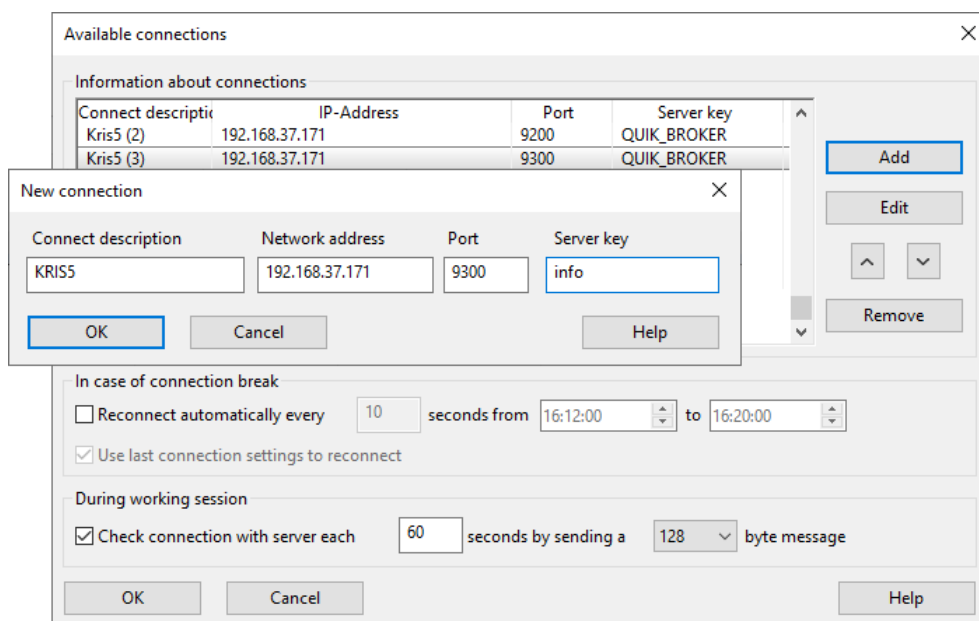 Available connections
Information about connections
Connect descriptic IP-Address Port Server key
Kris5 (2) 192.168.37.171 9200 QUIK_BROKER
Kris5 (3) 192.168.37.171 9300 QUIK_BROKER
Add
Edit
Remove
New connection
Connect description Network address Port Server key
KRIS5 192.168.37.171 9300 info
OK Cancel Help
In case of connection break
Reconnect automatically every 10 seconds from 16:12:00 to 16:20:00
Use last connection settings to reconnect
During working session
Check connection with server each 60 seconds by sending a 128 byte message
OK Cancel Help